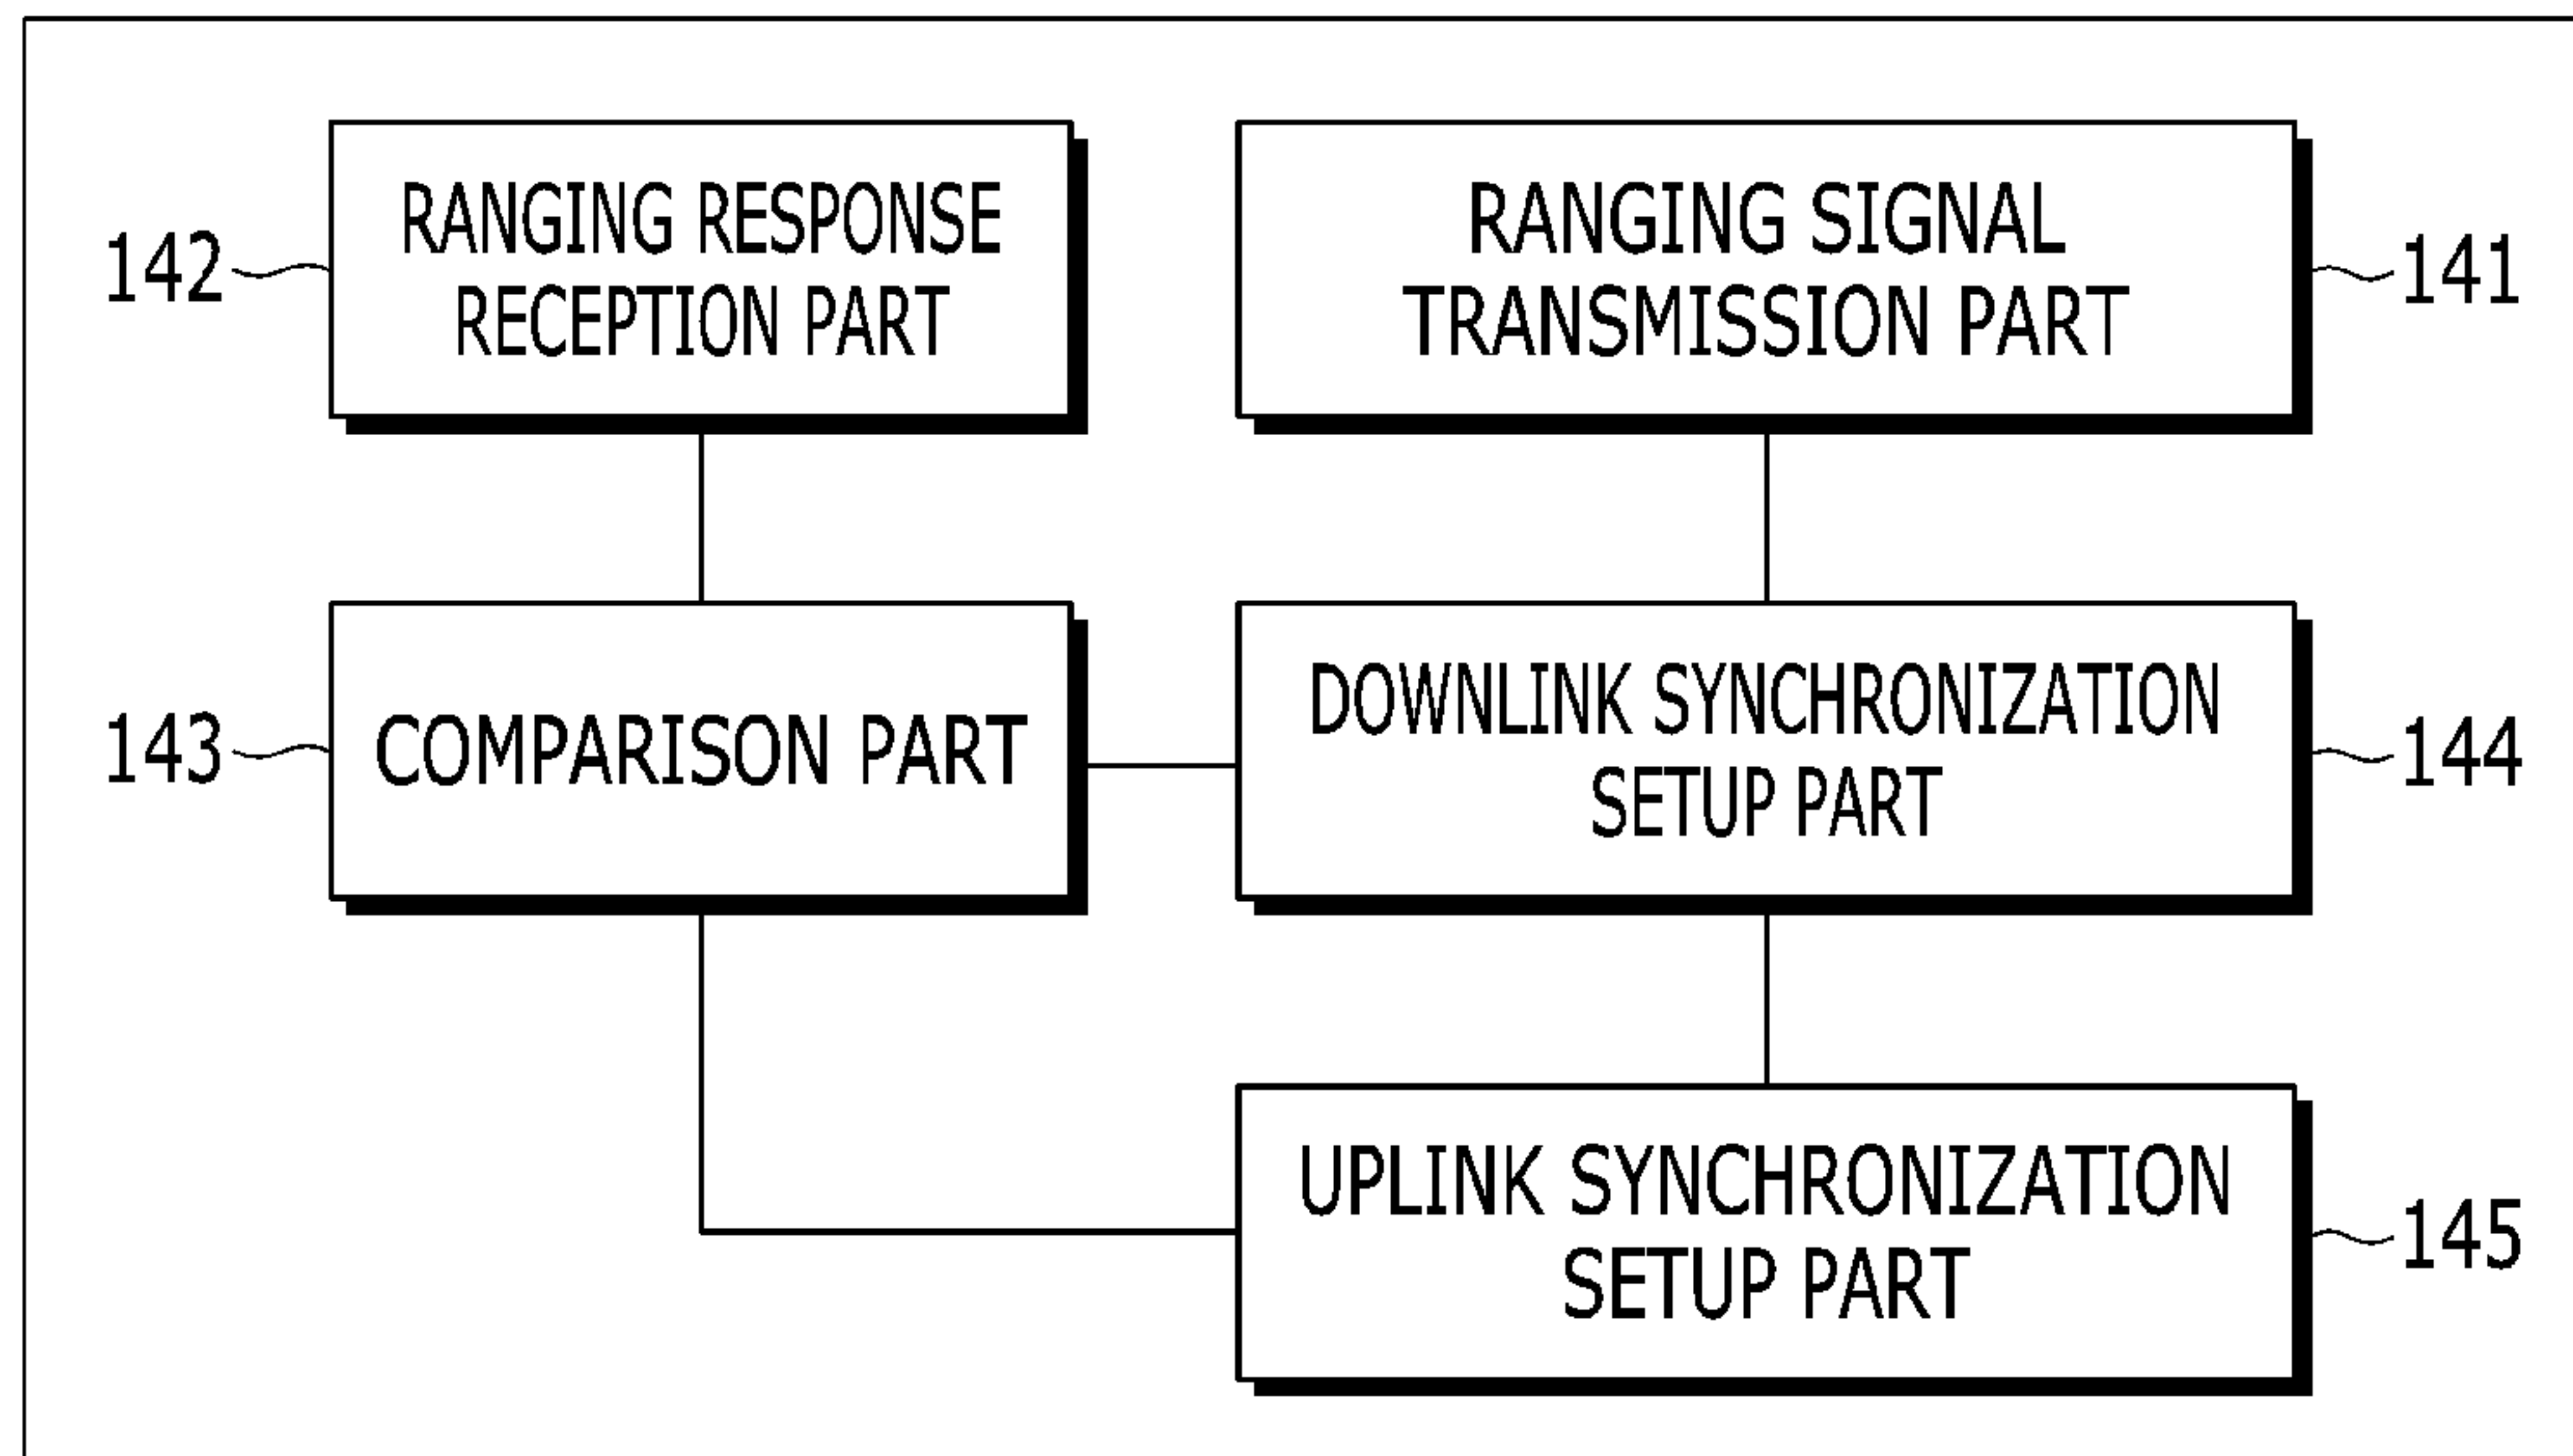 142
RANGING RESPONSE
RECEPTION PART
RANGING SIGNAL
TRANSMISSION PART
141
143
COMPARISON PART
DOWNLINK SYNCHRONIZATION
SETUP PART
144
UPLINK SYNCHRONIZATION
SETUP PART
145